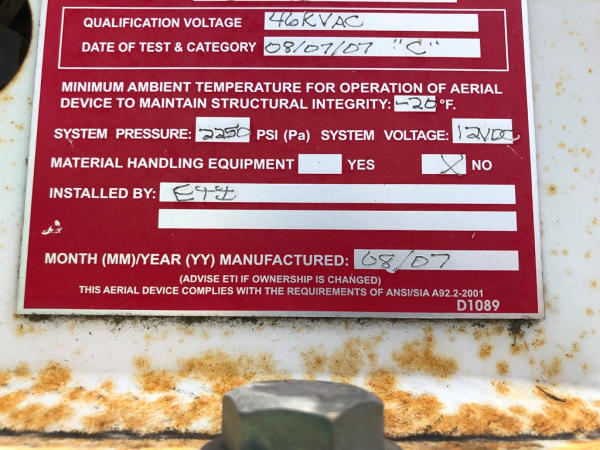 QUALIFICATION VOLTAGE 46KVAC
DATE OF TEST & CATEGORY 08/07/07 "C"
MINIMUM AMBIENT TEMPERATURE FOR OPERATION OF AERIAL
DEVICE TO MAINTAIN STRUCTURAL INTEGRITY: -20 °F.
SYSTEM PRESSURE: 2250 PSI (Pa) SYSTEM VOLTAGE: 12VDC
MATERIAL HANDLING EQUIPMENT YES X NO
INSTALLED BY: ETI
MONTH (MM)/YEAR (YY) MANUFACTURED: 08/07
(ADVISE ETI IF OWNERSHIP IS CHANGED)
THIS AERIAL DEVICE COMPLIES WITH THE REQUIREMENTS OF ANSI/SIA A92.2-2001
D1089